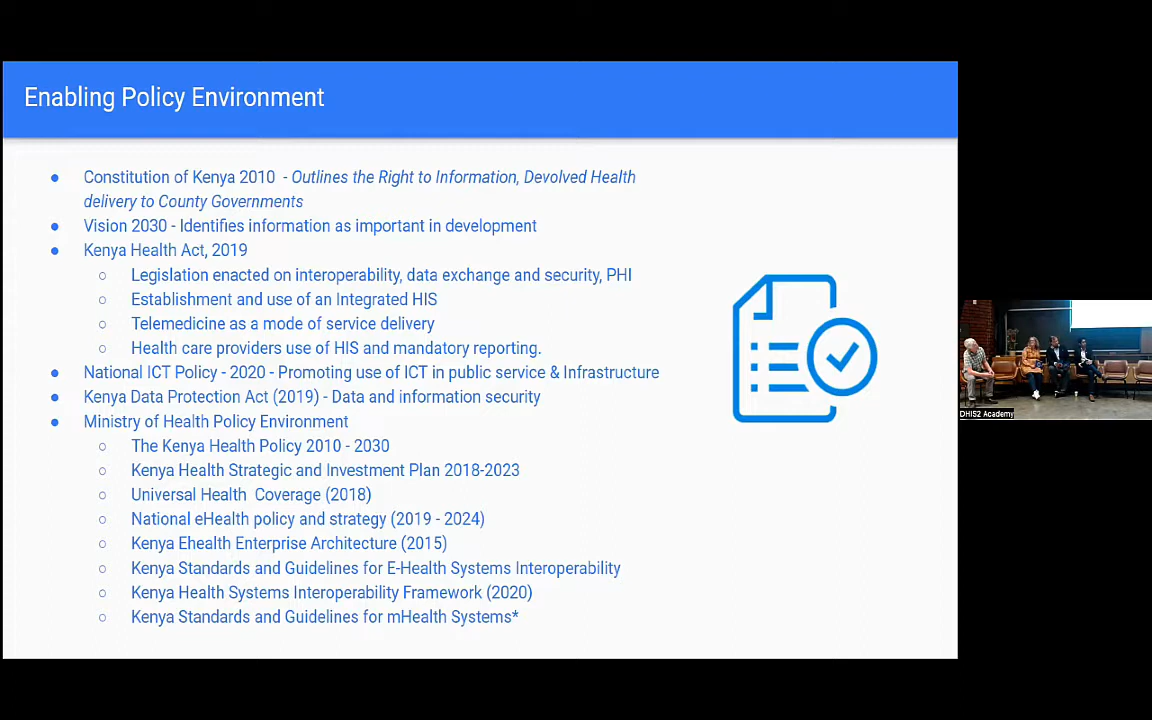 Enabling Policy Environment
● Constitution of Kenya 2010 - Outlines the Right to Information, Devolved Health
delivery to County Governments
● Vision 2030 - Identifies information as important in development
● Kenya Health Act, 2019
○ Legislation enacted on interoperability, data exchange and security, PHI
○ Establishment and use of an Integrated HIS
○ Telemedicine as a mode of service delivery
○ Health care providers use of HIS and mandatory reporting.
● National ICT Policy - 2020 - Promoting use of ICT in public service & Infrastructure
● Kenya Data Protection Act (2019) - Data and information security
● Ministry of Health Policy Environment
○ The Kenya Health Policy 2010 - 2030
○ Kenya Health Strategic and Investment Plan 2018-2023
○ Universal Health Coverage (2018)
○ National eHealth policy and strategy (2019 - 2024)
○ Kenya Ehealth Enterprise Architecture (2015)
○ Kenya Standards and Guidelines for E-Health Systems Interoperability
○ Kenya Health Systems Interoperability Framework (2020)
○ Kenya Standards and Guidelines for mHealth Systems*
DHIS2 Academy